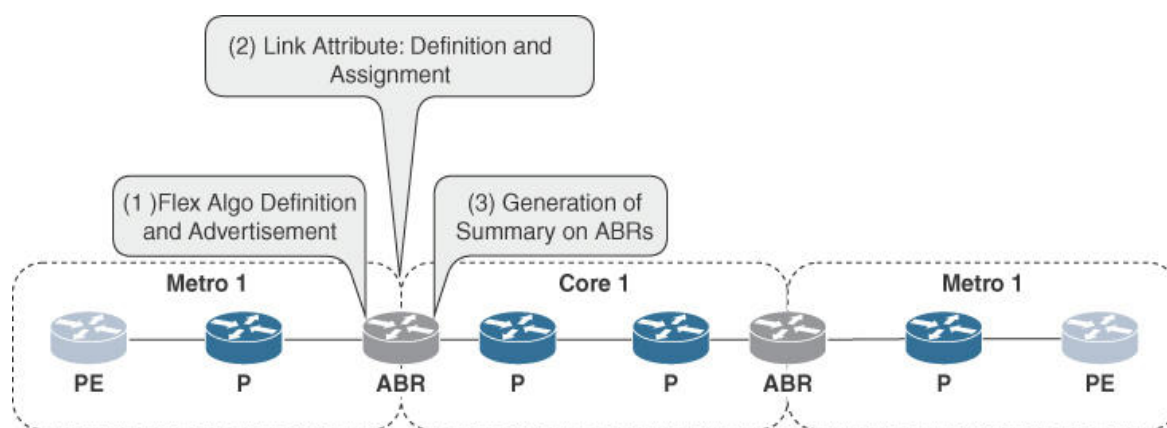 (2) Link Attribute: Definition and
Assignment
(1 )Flex Algo Definition
and Advertisement
(3) Generation of
Summary on ABRs
Metro 1
Core 1
Metro 1
PE
P
ABR
P
P
ABR
P
PE